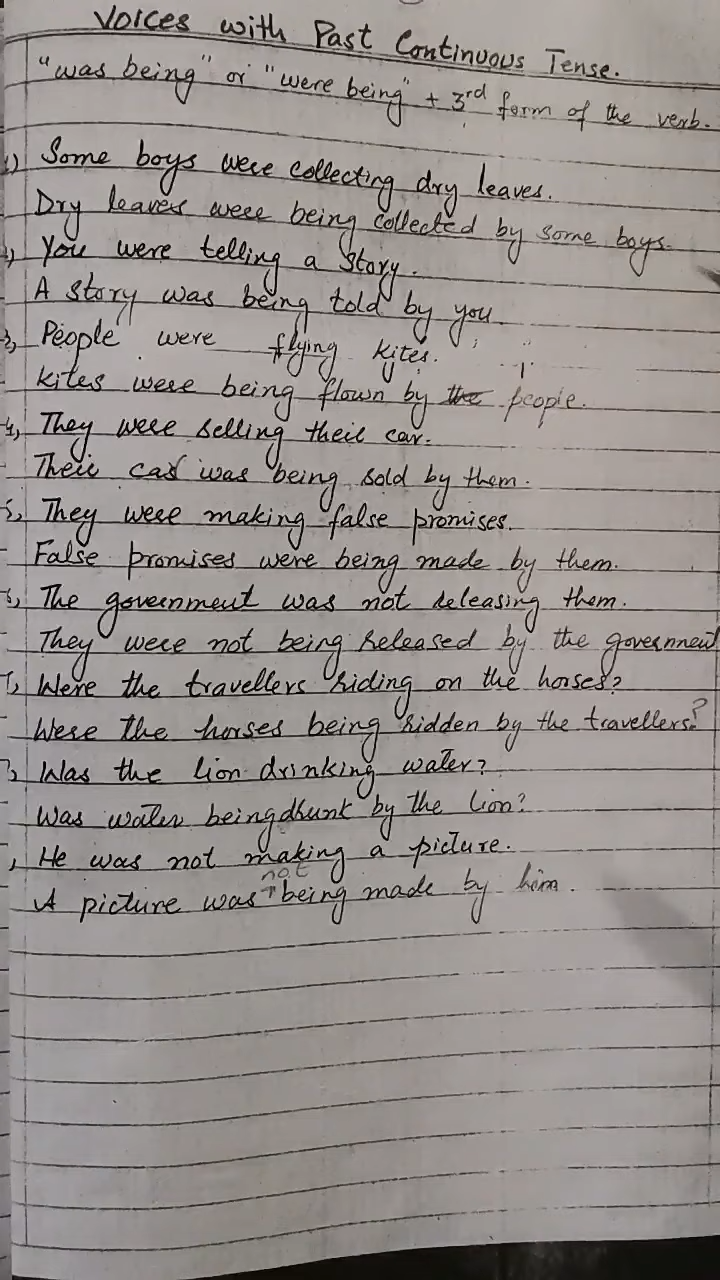 Voices with Past Continuous Tense.
"was being" or "were being" + 3rd form of the verb.
1) Some boys were collecting dry leaves.
Dry leaves were being collected by some boys.
You were telling a story.
A story was being told by you
3, People were flying kites.
Kites were being flown by the people.
4, They were selling their car.
Their car was being sold by them.
5, They were making false promises.
False promises were being made by them.
6, The government was not releasing them.
They were not being released by the government
7, Were the travellers riding on the horses?
Were the horses being ridden by the travellers?
Was the lion drinking water?
Was water being drunk by the lion?
, He was not making a picture.
A picture was not being made by him.